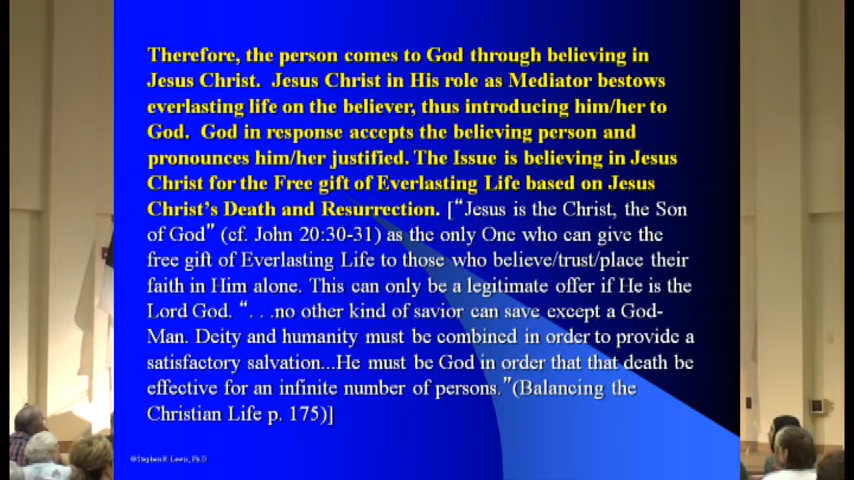 Therefore, the person comes to God through believing in
Jesus Christ.  Jesus Christ in His role as Mediator bestows
everlasting life on the believer, thus introducing him/her to
God.  God in response accepts the believing person and
pronounces him/her justified. The Issue is believing in Jesus
Christ for the Free gift of Everlasting Life based on Jesus
Christ's Death and Resurrection. [“Jesus is the Christ, the Son
of God” (cf. John 20:30-31) as the only One who can give the
free gift of Everlasting Life to those who believe/trust/place their
faith in Him alone. This can only be a legitimate offer if He is the
Lord God. “. . .no other kind of savior can save except a God-
Man. Deity and humanity must be combined in order to provide a
satisfactory salvation...He must be God in order that that death be
effective for an infinite number of persons.”(Balancing the
Christian Life p. 175)]
©Stephen R Lewis, Ph.D